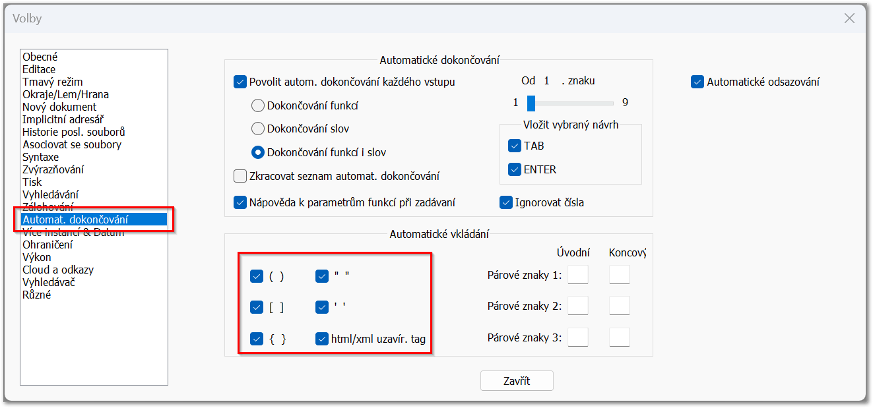 Volby
Obecné
Editace
Tmavý režim
Okraje/Lem/Hrana
Nový dokument
Implicitní adresář
Historie posl. souborů
Asociovat se soubory
Syntaxe
Zvýrazňování
Tisk
Vyhledávání
Zálohování
Automat. dokončování
Více instancí & Datum
Ohraničení
Výkon
Cloud a odkazy
Vyhledávač
Různé
Automatické dokončování
Povolit autom. dokončování každého vstupu
Dokončování funkcí
Dokončování slov
Dokončování funkcí i slov
Zkracovat seznam automat. dokončování
Nápověda k parametrům funkcí při zadávání
Od 1 . znaku
1 9
Vložit vybraný návrh
TAB
ENTER
Ignorovat čísla
Automatické odsazování
Automatické vkládání
( ) " "
[ ] ' '
{ } html/xml uzavír. tag
Úvodní Koncový
Párové znaky 1:
Párové znaky 2:
Párové znaky 3:
Zavřít